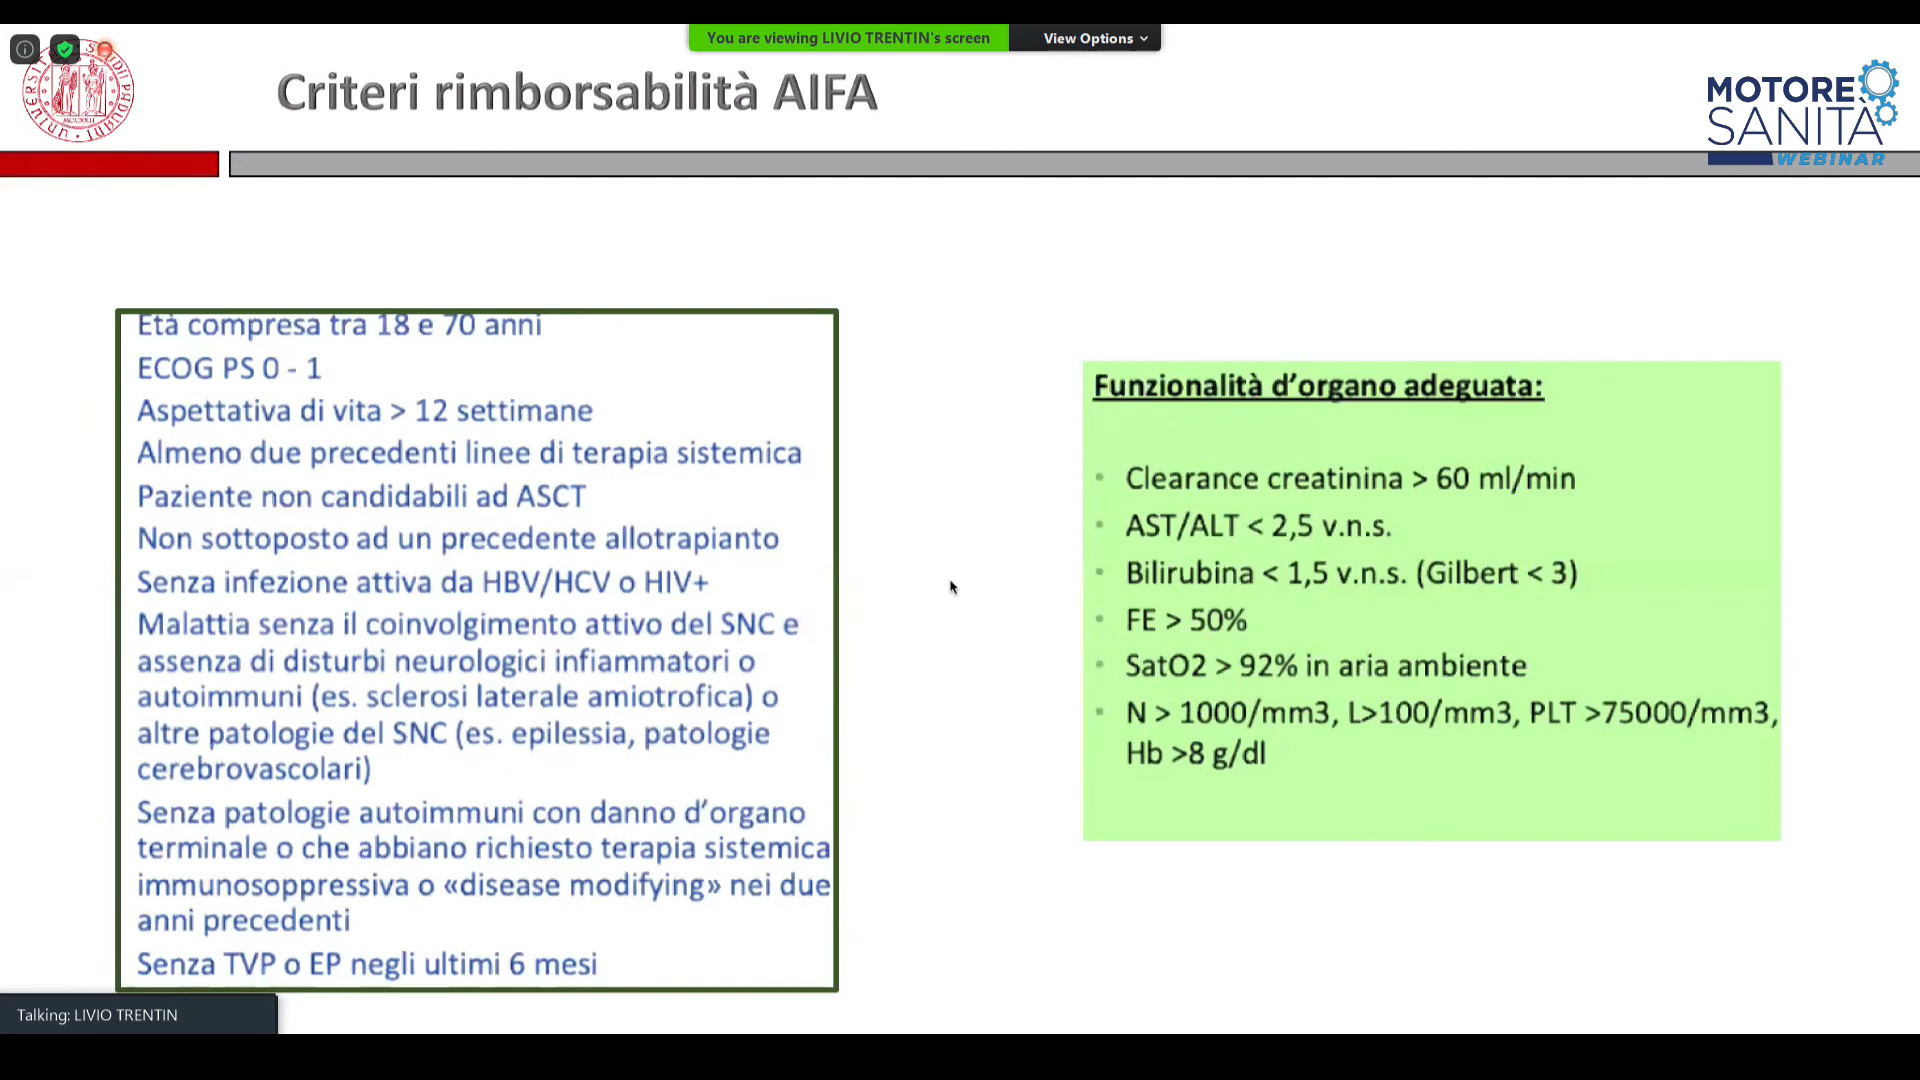 You are viewing LIVIO TRENTIN's screen
View Options
Criteri rimborsabilità AIFA
MOTORE
SANITÀ
WEBINAR
Età compresa tra 18 e 70 anni
ECOG PS 0 - 1
Aspettativa di vita > 12 settimane
Almeno due precedenti linee di terapia sistemica
Paziente non candidabili ad ASCT
Non sottoposto ad un precedente allotrapianto
Senza infezione attiva da HBV/HCV o HIV+
Malattia senza il coinvolgimento attivo del SNC e
assenza di disturbi neurologici infiammatori o
autoimmuni (es. sclerosi laterale amiotrofica) o
altre patologie del SNC (es. epilessia, patologie
cerebrovascolari)
Senza patologie autoimmuni con danno d'organo
terminale o che abbiano richiesto terapia sistemica
immunosoppressiva o «disease modifying» nei due
anni precedenti
Senza TVP o EP negli ultimi 6 mesi
Funzionalità d'organo adeguata:
• Clearance creatinina > 60 ml/min
• AST/ALT < 2,5 v.n.s.
• Bilirubina < 1,5 v.n.s. (Gilbert < 3)
• FE > 50%
• SatO2 > 92% in aria ambiente
• N > 1000/mm3, L>100/mm3, PLT >75000/mm3,
Hb >8 g/dl
Talking: LIVIO TRENTIN